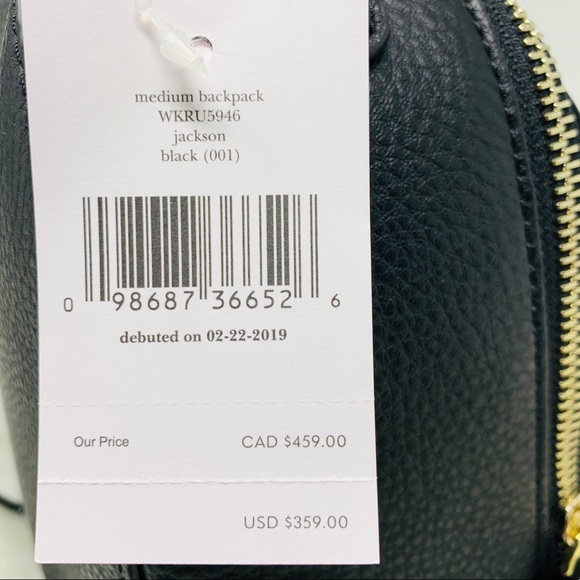 medium backpack
WKRU5946
jackson
black (001)
0 98687 36652 6
debuted on 02-22-2019
Our Price CAD $459.00
USD $359.00